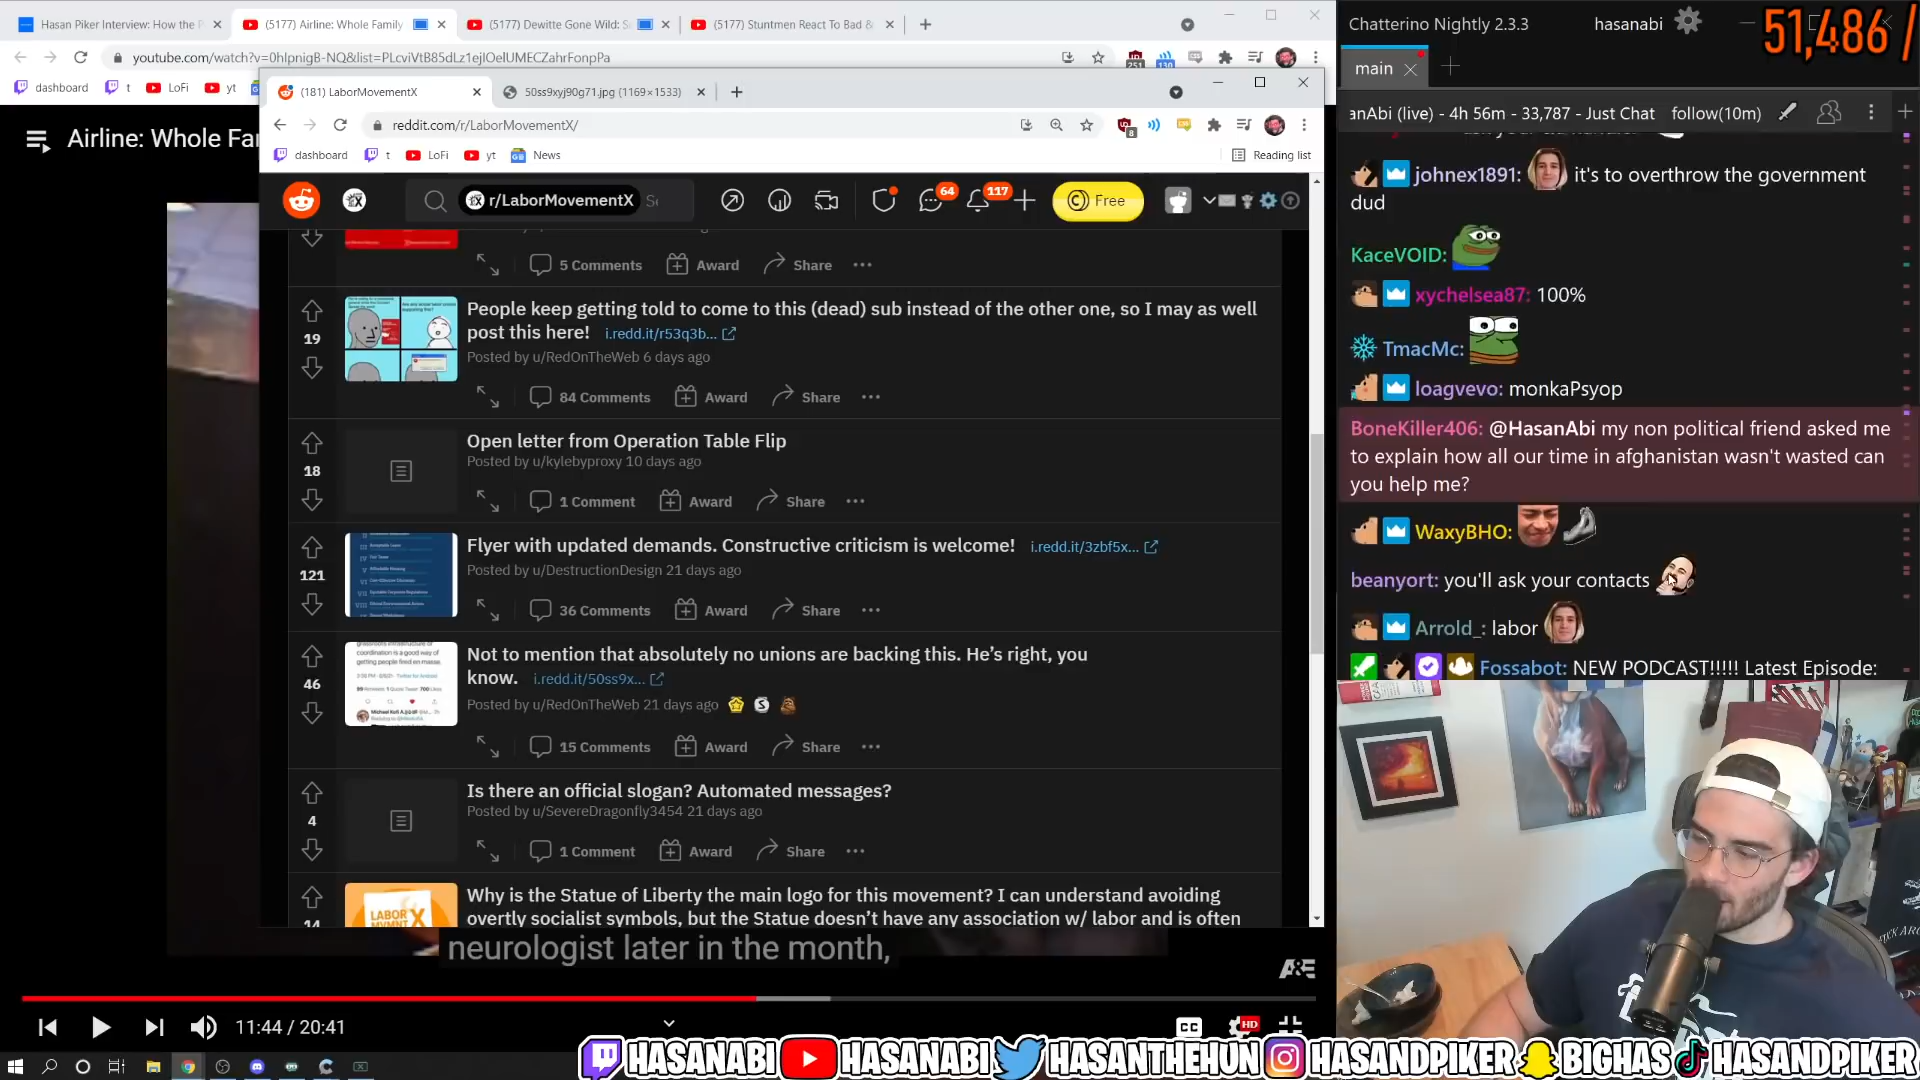 Hasan Piker Interview: How the P
(5177) Airline: Whole Family
(5177) Dewitte Gone Wild: S
(5177) Stuntmen React To Bad &
youtube.com/watch?v=0hlpnigB-NQ&list=PLcviVtB85dLz1ejIOeIUMECZahrFonpPa
dashboard
t
LoFi
yt
Airline: Whole Fa
(181) LaborMovementX
50ss9xyj90g71.jpg (1169×1533)
reddit.com/r/LaborMovementX/
dashboard
t
LoFi
yt
News
Reading list
r/LaborMovementX
64
117
Free
5 Comments
Award
Share
19
People keep getting told to come to this (dead) sub instead of the other one, so I may as well
post this here! i.redd.it/r53q3b...
Posted by u/RedOnTheWeb 6 days ago
84 Comments
Award
Share
18
Open letter from Operation Table Flip
Posted by u/kylebyproxy 10 days ago
1 Comment
Award
Share
121
Flyer with updated demands. Constructive criticism is welcome! i.redd.it/3zbf5x...
Posted by u/DestructionDesign 21 days ago
36 Comments
Award
Share
46
Not to mention that absolutely no unions are backing this. He's right, you
know. i.redd.it/50ss9x...
Posted by u/RedOnTheWeb 21 days ago
15 Comments
Award
Share
4
Is there an official slogan? Automated messages?
Posted by u/SevereDragonfly3454 21 days ago
1 Comment
Award
Share
14
LABOR
Why is the Statue of Liberty the main logo for this movement? I can understand avoiding
overtly socialist symbols, but the Statue doesn't have any association w/ labor and is often
neurologist later in the month,
A&E
11:44 / 20:41
CC
HD
Chatterino Nightly 2.3.3
hasanabi
51,486 /
main
anAbi (live) - 4h 56m - 33,787 - Just Chat
follow(10m)
johnex1891: it's to overthrow the government
dud
KaceVOID:
xychelsea87: 100%
TmacMc:
loagvevo: monkaPsyop
BoneKiller406: @HasanAbi my non political friend asked me
to explain how all our time in afghanistan wasn't wasted can
you help me?
WaxyBHO:
beanyort: you'll ask your contacts
Arrold_: labor
Fossabot: NEW PODCAST!!!!! Latest Episode:
HASANABI
HASANABI
HASANTHEHUN
HASANDPIKER
BIGHAS
HASANDPIKER